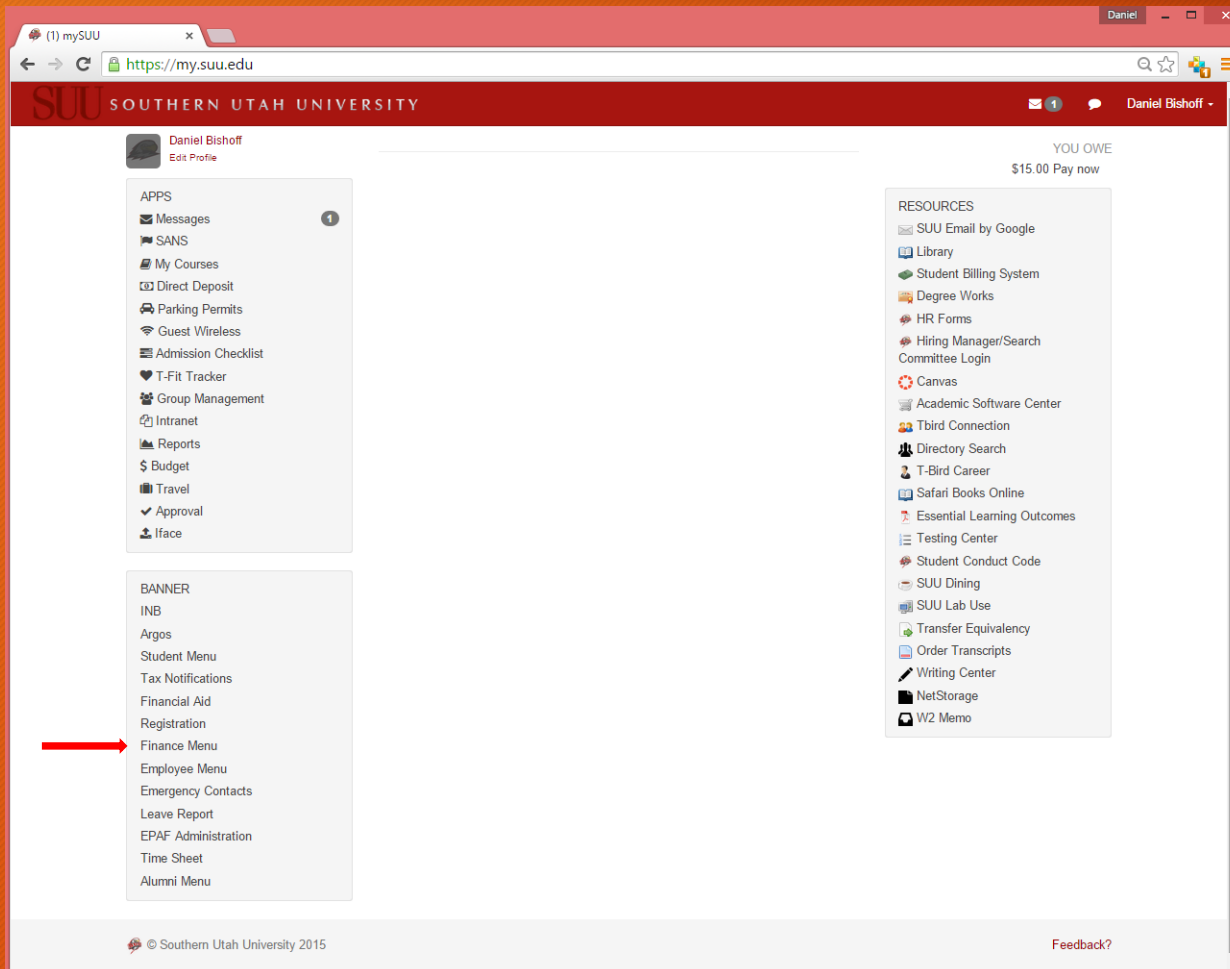 Daniel
(1) mySUU
https://my.suu.edu
1
SUU SOUTHERN UTAH UNIVERSITY
1
Daniel Bishoff
Daniel Bishoff
Edit Profile
APPS
Messages 1
SANS
My Courses
Direct Deposit
Parking Permits
Guest Wireless
Admission Checklist
T-Fit Tracker
Group Management
Intranet
Reports
$ Budget
Travel
Approval
Iface
BANNER
INB
Argos
Student Menu
Tax Notifications
Financial Aid
Registration
Finance Menu
Employee Menu
Emergency Contacts
Leave Report
EPAF Administration
Time Sheet
Alumni Menu
YOU OWE
$15.00 Pay now
RESOURCES
SUU Email by Google
Library
Student Billing System
Degree Works
HR Forms
Hiring Manager/Search
Committee Login
Canvas
Academic Software Center
Tbird Connection
Directory Search
T-Bird Career
Safari Books Online
Essential Learning Outcomes
Testing Center
Student Conduct Code
SUU Dining
SUU Lab Use
Transfer Equivalency
Order Transcripts
Writing Center
NetStorage
W2 Memo
© Southern Utah University 2015
Feedback?